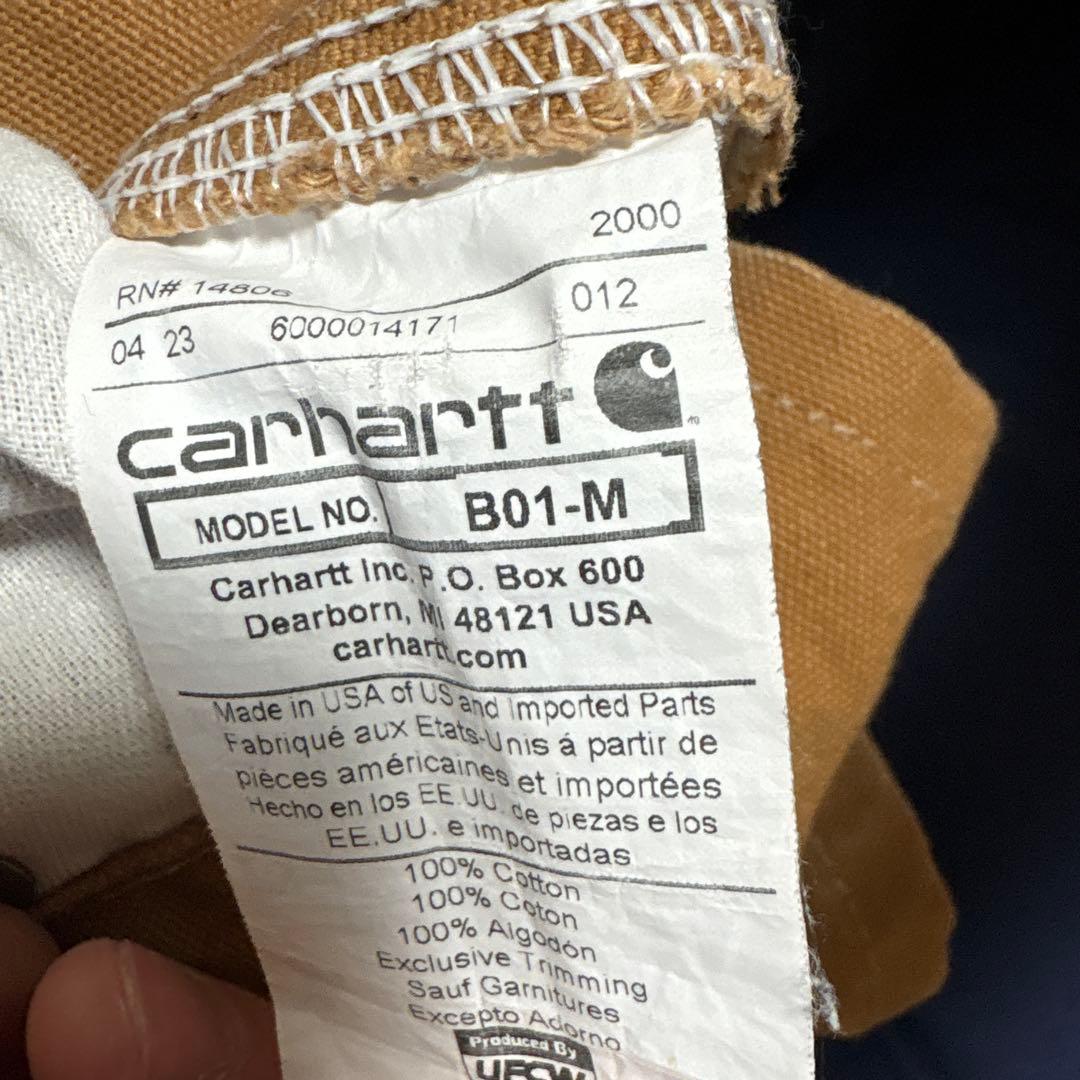 2000
RN# 14806
04 23 6000014171 012
carhartt
MODEL NO. B01-M
Carhartt Inc. P.O. Box 600
Dearborn, MI 48121 USA
carhartt.com
Made in USA of US and Imported Parts
Fabriqué aux Etats-Unis á partir de
pièces américaines et importées
Hecho en los EE.UU. de piezas e los
EE.UU. e importadas
100% Cotton
100% Coton
100% Algodón
Exclusive Trimming
Sauf Garnitures
Excepto Adorno
Produced By
UFCW